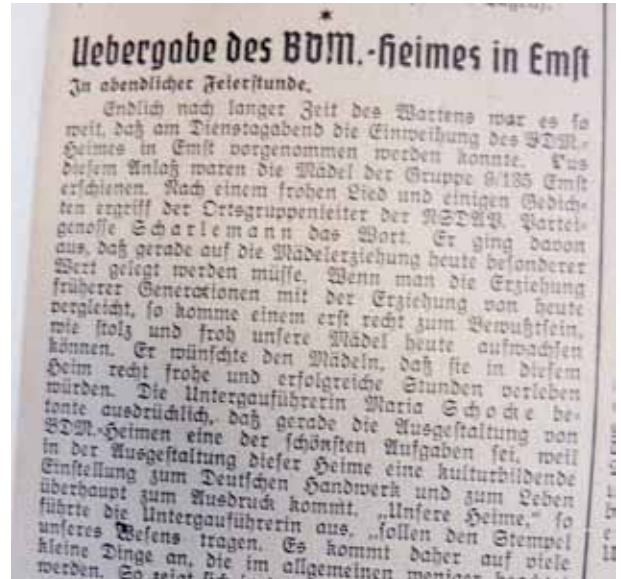 *
Uebergabe des BDM.-Heimes in Emst
In abendlicher Feierstunde.
Endlich nach langer Zeit des Wartens war es so
weit, daß am Dienstagabend die Einweihung des BDM.-
Heimes in Emst vorgenommen werden konnte. Aus
diesem Anlaß waren die Mädel der Gruppe 9/135 Emst
erschienen. Nach einem frohen Lied und einigen Gedich-
ten ergriff der Ortsgruppenleiter der NSDAP. Partei-
genosse Scharlemann das Wort. Er ging davon
aus, daß gerade auf die Mädelerziehung heute besonderer
Wert gelegt werden müsse. Wenn man die Erziehung
früherer Generationen mit der Erziehung von heute
vergleicht, so komme einem erst recht zum Bewußtsein,
wie stolz und froh unsere Mädel heute aufwachsen
können. Er wünschte den Mädeln, daß sie in diesem
Heim recht frohe und erfolgreiche Stunden verleben
würden. Die Untergauführerin Maria Schocke be-
tonte ausdrücklich, daß gerade die Ausgestaltung von
BDM.-Heimen eine der schönsten Aufgaben sei, weil
in der Ausgestaltung dieser Heime eine kulturbildende
Einstellung zum Deutschen Handwerk und zum Leben
überhaupt zum Ausdruck kommt. „Unsere Heime,“ so
führte die Untergauführerin aus, „sollen den Stempel
unseres Wesens tragen. Es kommt daher auf viele
kleine Dinge an, die im allgemeinen weniger
werden. So zeigt sich